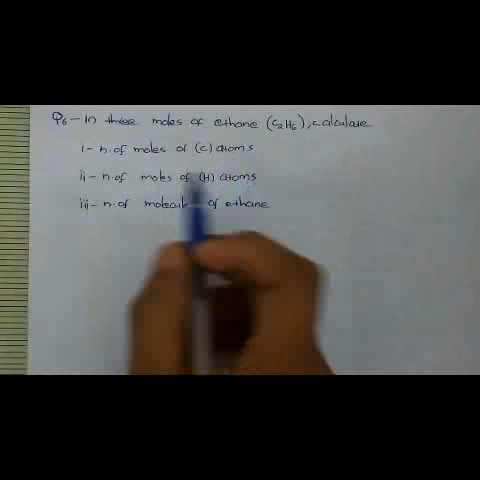 Q6 - In three moles of ethane (C2H6), calculate
i - n.of moles of (C) atoms
ii - n.of moles of (H) atoms
iii - n.of of ethane